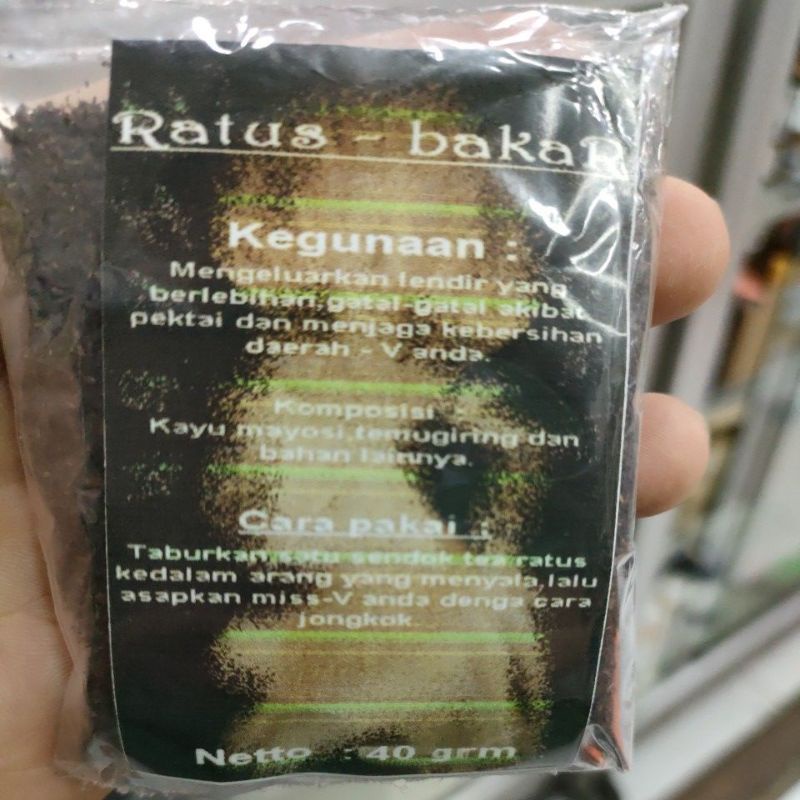 Ratus - bakaR
Kegunaan :
Mengeluarkan lendir yang
berlebihan,gatal-gatal akibat
pektai dan menjaga kebersihan
daerah - V anda.
Komposisi :
Kayu mayosi,temugiring dan
bahan lainnya.
Cara pakai :
Taburkan satu sendok tea ratus
kedalam arang yang menyala,lalu
asapkan miss-V anda denga cara
jongkok.
Netto : 40 grm